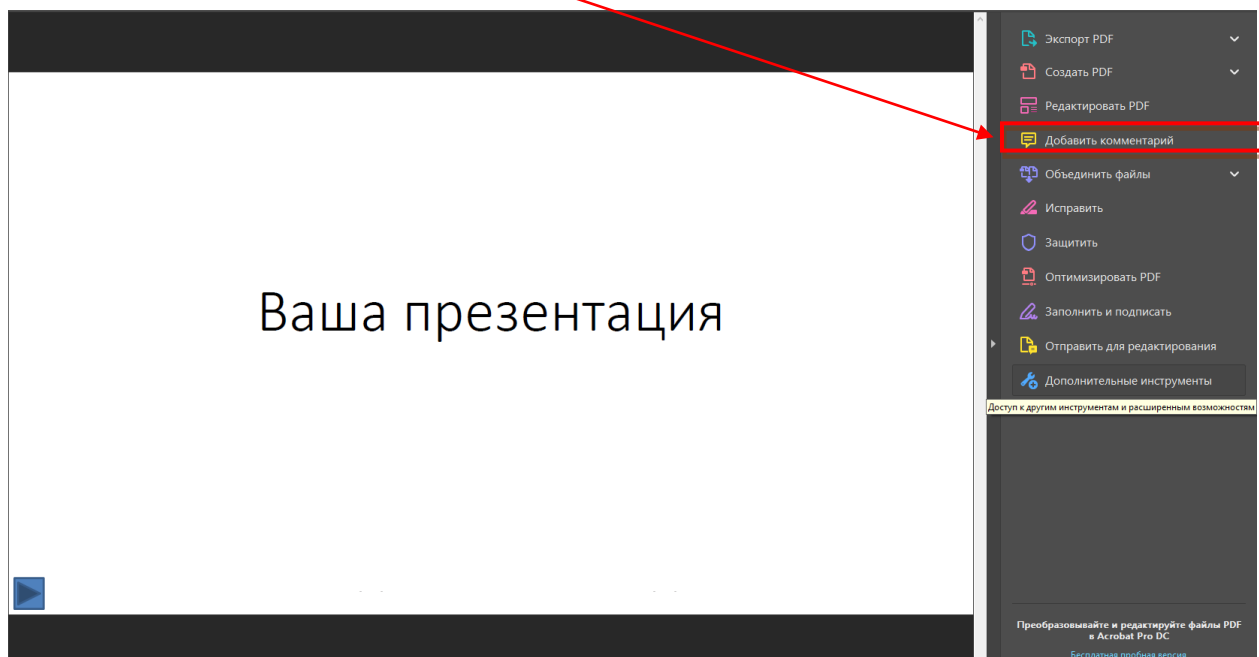 Ваша презентация
Экспорт PDF
Создать PDF
Редактировать PDF
Добавить комментарий
Объединить файлы
Исправить
Защитить
Оптимизировать PDF
Заполнить и подписать
Отправить для редактирования
Дополнительные инструменты
Доступ к другим инструментам и расширенным возможностям
Преобразовывайте и редактируйте файлы PDF
в Acrobat Pro DC
Бесплатная пробная версия